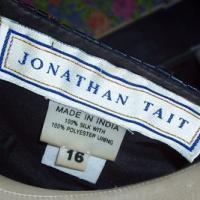 JONATHAN TAIT
MADE IN INDIA
100% SILK WITH
100% POLYESTER LINING
16